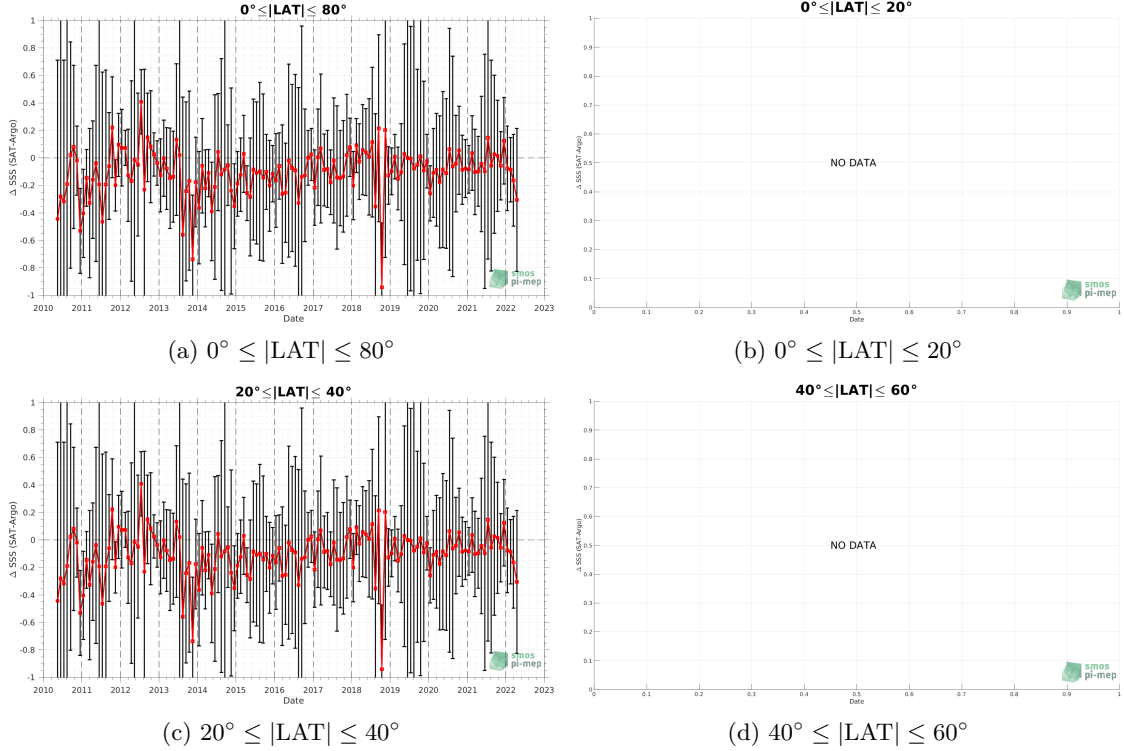 0°≤|LAT|≤ 80°
Δ SSS (SAT-Argo)
1
0.8
0.6
0.4
0.2
0
-0.2
-0.4
-0.6
-0.8
-1
2010 2011 2012 2013 2014 2015 2016 2017 2018 2019 2020 2021 2022 2023
Date
smos
pi-mep
(a) 0° ≤ |LAT| ≤ 80°
0°≤|LAT|≤ 20°
Δ SSS (SAT-Argo)
1
0.9
0.8
0.7
0.6
0.5
0.4
0.3
0.2
0.1
0
NO DATA
0 0.1 0.2 0.3 0.4 0.5 0.6 0.7 0.8 0.9 1
Date
smos
pi-mep
(b) 0° ≤ |LAT| ≤ 20°
20°≤|LAT|≤ 40°
Δ SSS (SAT-Argo)
1
0.8
0.6
0.4
0.2
0
-0.2
-0.4
-0.6
-0.8
-1
2010 2011 2012 2013 2014 2015 2016 2017 2018 2019 2020 2021 2022 2023
Date
smos
pi-mep
(c) 20° ≤ |LAT| ≤ 40°
40°≤|LAT|≤ 60°
Δ SSS (SAT-Argo)
1
0.9
0.8
0.7
0.6
0.5
0.4
0.3
0.2
0.1
0
NO DATA
0 0.1 0.2 0.3 0.4 0.5 0.6 0.7 0.8 0.9 1
Date
smos
pi-mep
(d) 40° ≤ |LAT| ≤ 60°